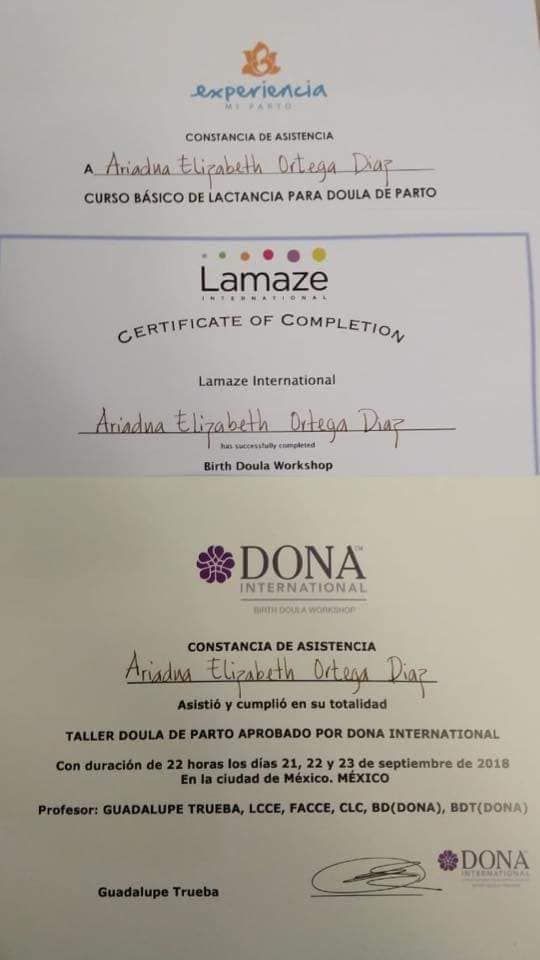 experiencia
MI PARTO
CONSTANCIA DE ASISTENCIA
A Ariadna Elizabeth Ortega Diaz
CURSO BÁSICO DE LACTANCIA PARA DOULA DE PARTO
Lamaze
INTERNATIONAL
CERTIFICATE OF COMPLETION
Lamaze International
Ariadna Elizabeth Ortega Diaz
has successfully completed
Birth Doula Workshop
DONA™
INTERNATIONAL
BIRTH DOULA WORKSHOP
CONSTANCIA DE ASISTENCIA
Ariadna Elizabeth Ortega Diaz
Asistió y cumplió en su totalidad
TALLER DOULA DE PARTO APROBADO POR DONA INTERNATIONAL
Con duración de 22 horas los días 21, 22 y 23 de septiembre de 2018
En la ciudad de México. MÉXICO
Profesor: GUADALUPE TRUEBA, LCCE, FACCE, CLC, BD(DONA), BDT(DONA)
Guadalupe Trueba
DONA
INTERNATIONAL